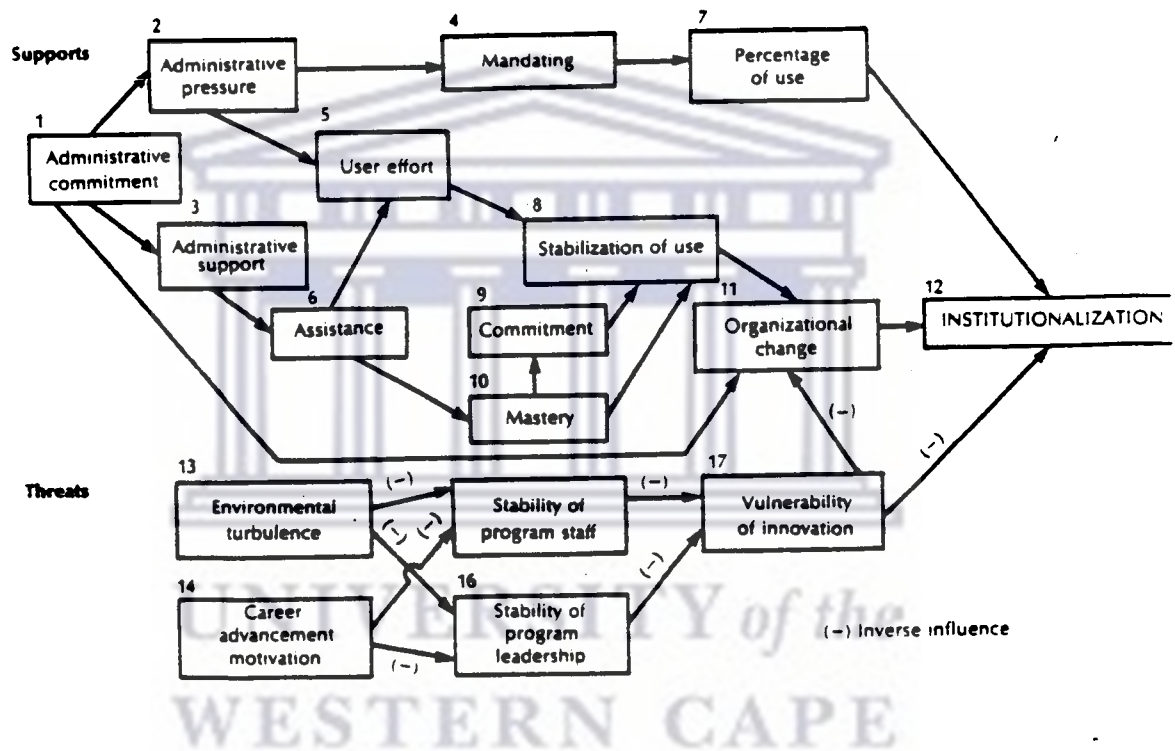 Supports
2
Administrative
pressure
4
Mandating
7
Percentage
of use
1
Administrative
commitment
5
User effort
3
Administrative
support
8
Stabilization of use
6
Assistance
9
Commitment
10
Mastery
11
Organizational
change
12
INSTITUTIONALIZATION
Threats
13
Environmental
turbulence
(-)
(-)
(-)
Stability of
program staff
(-)
17
Vulnerability
of innovation
(-)
(-)
14
Career
advancement
motivation
(-)
16
Stability of
program
leadership
(-)
(-) Inverse influence
UNIVERSITY of the
WESTERN CAPE